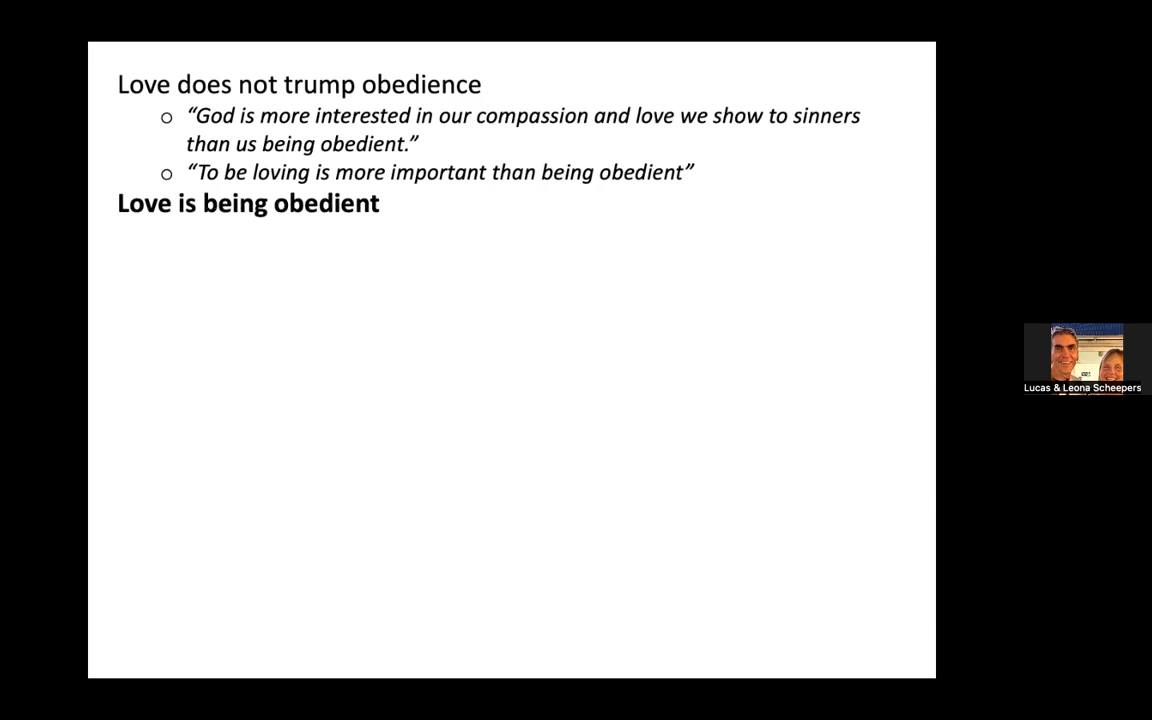 Love does not trump obedience
o “God is more interested in our compassion and love we show to sinners
than us being obedient.”
o “To be loving is more important than being obedient”
Love is being obedient
Lucas & Leona Scheepers